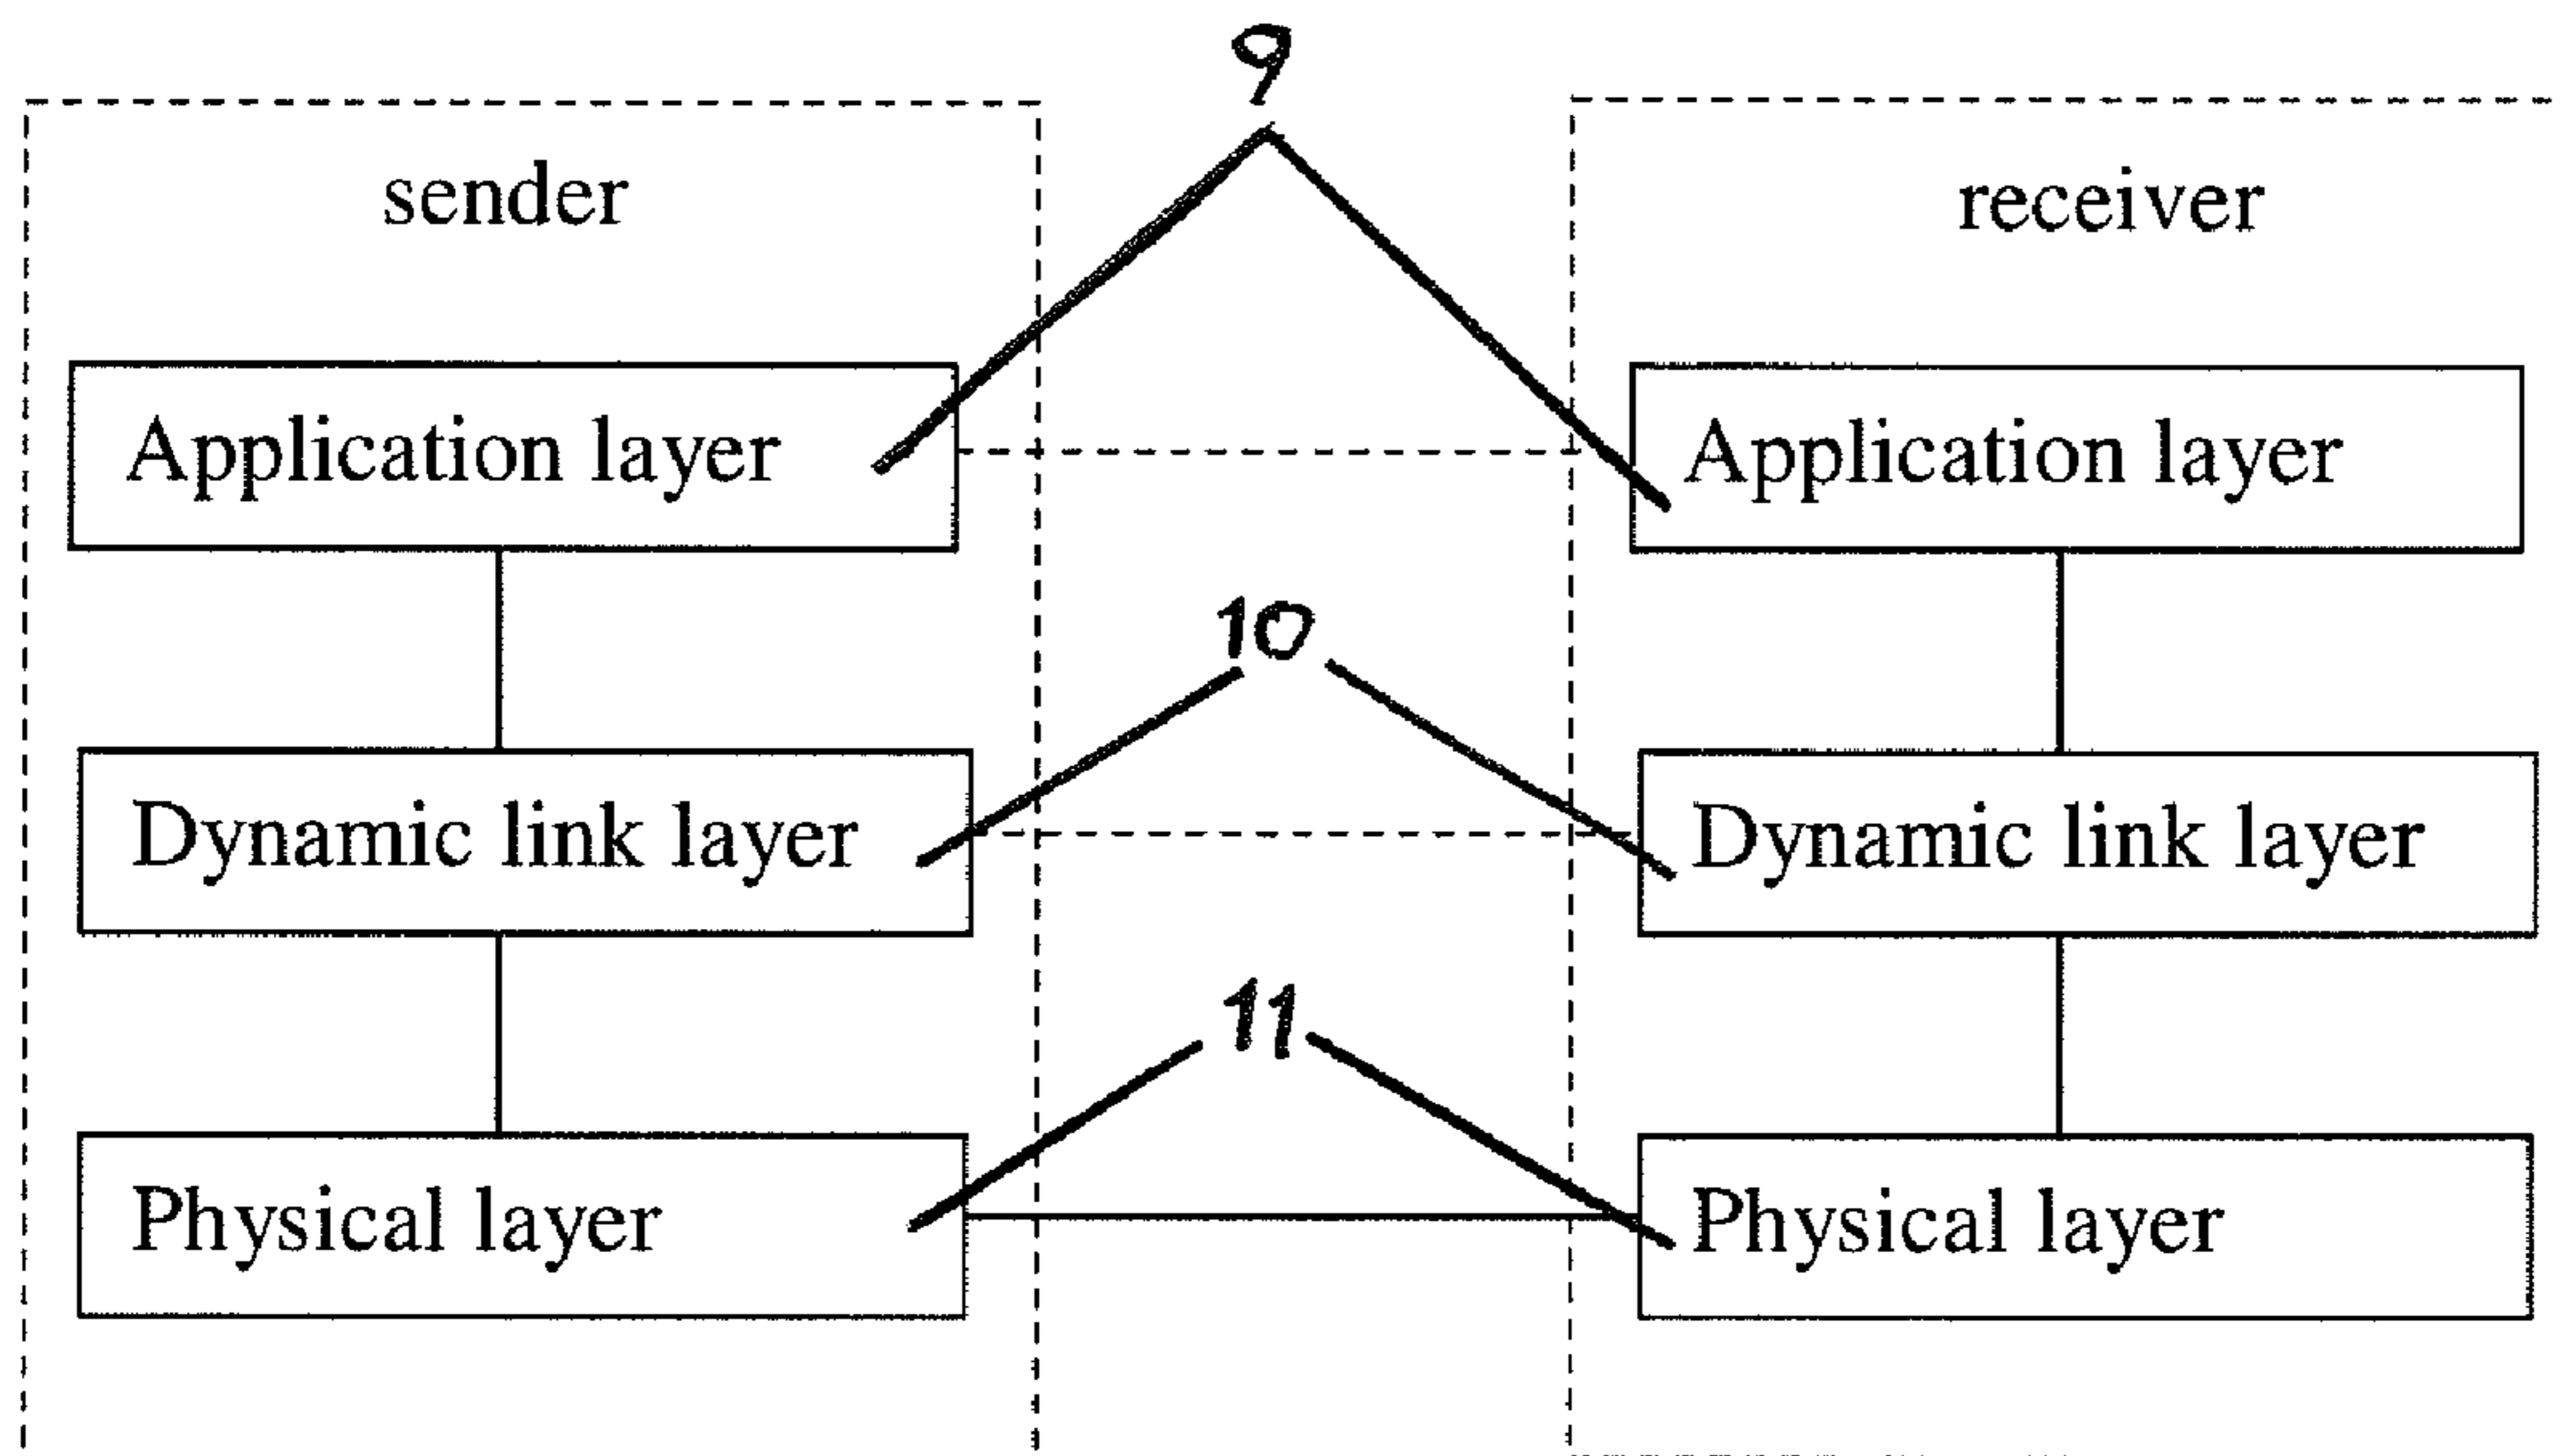 9
sender
receiver
Application layer
Application layer
10
Dynamic link layer
Dynamic link layer
11
Physical layer
Physical layer